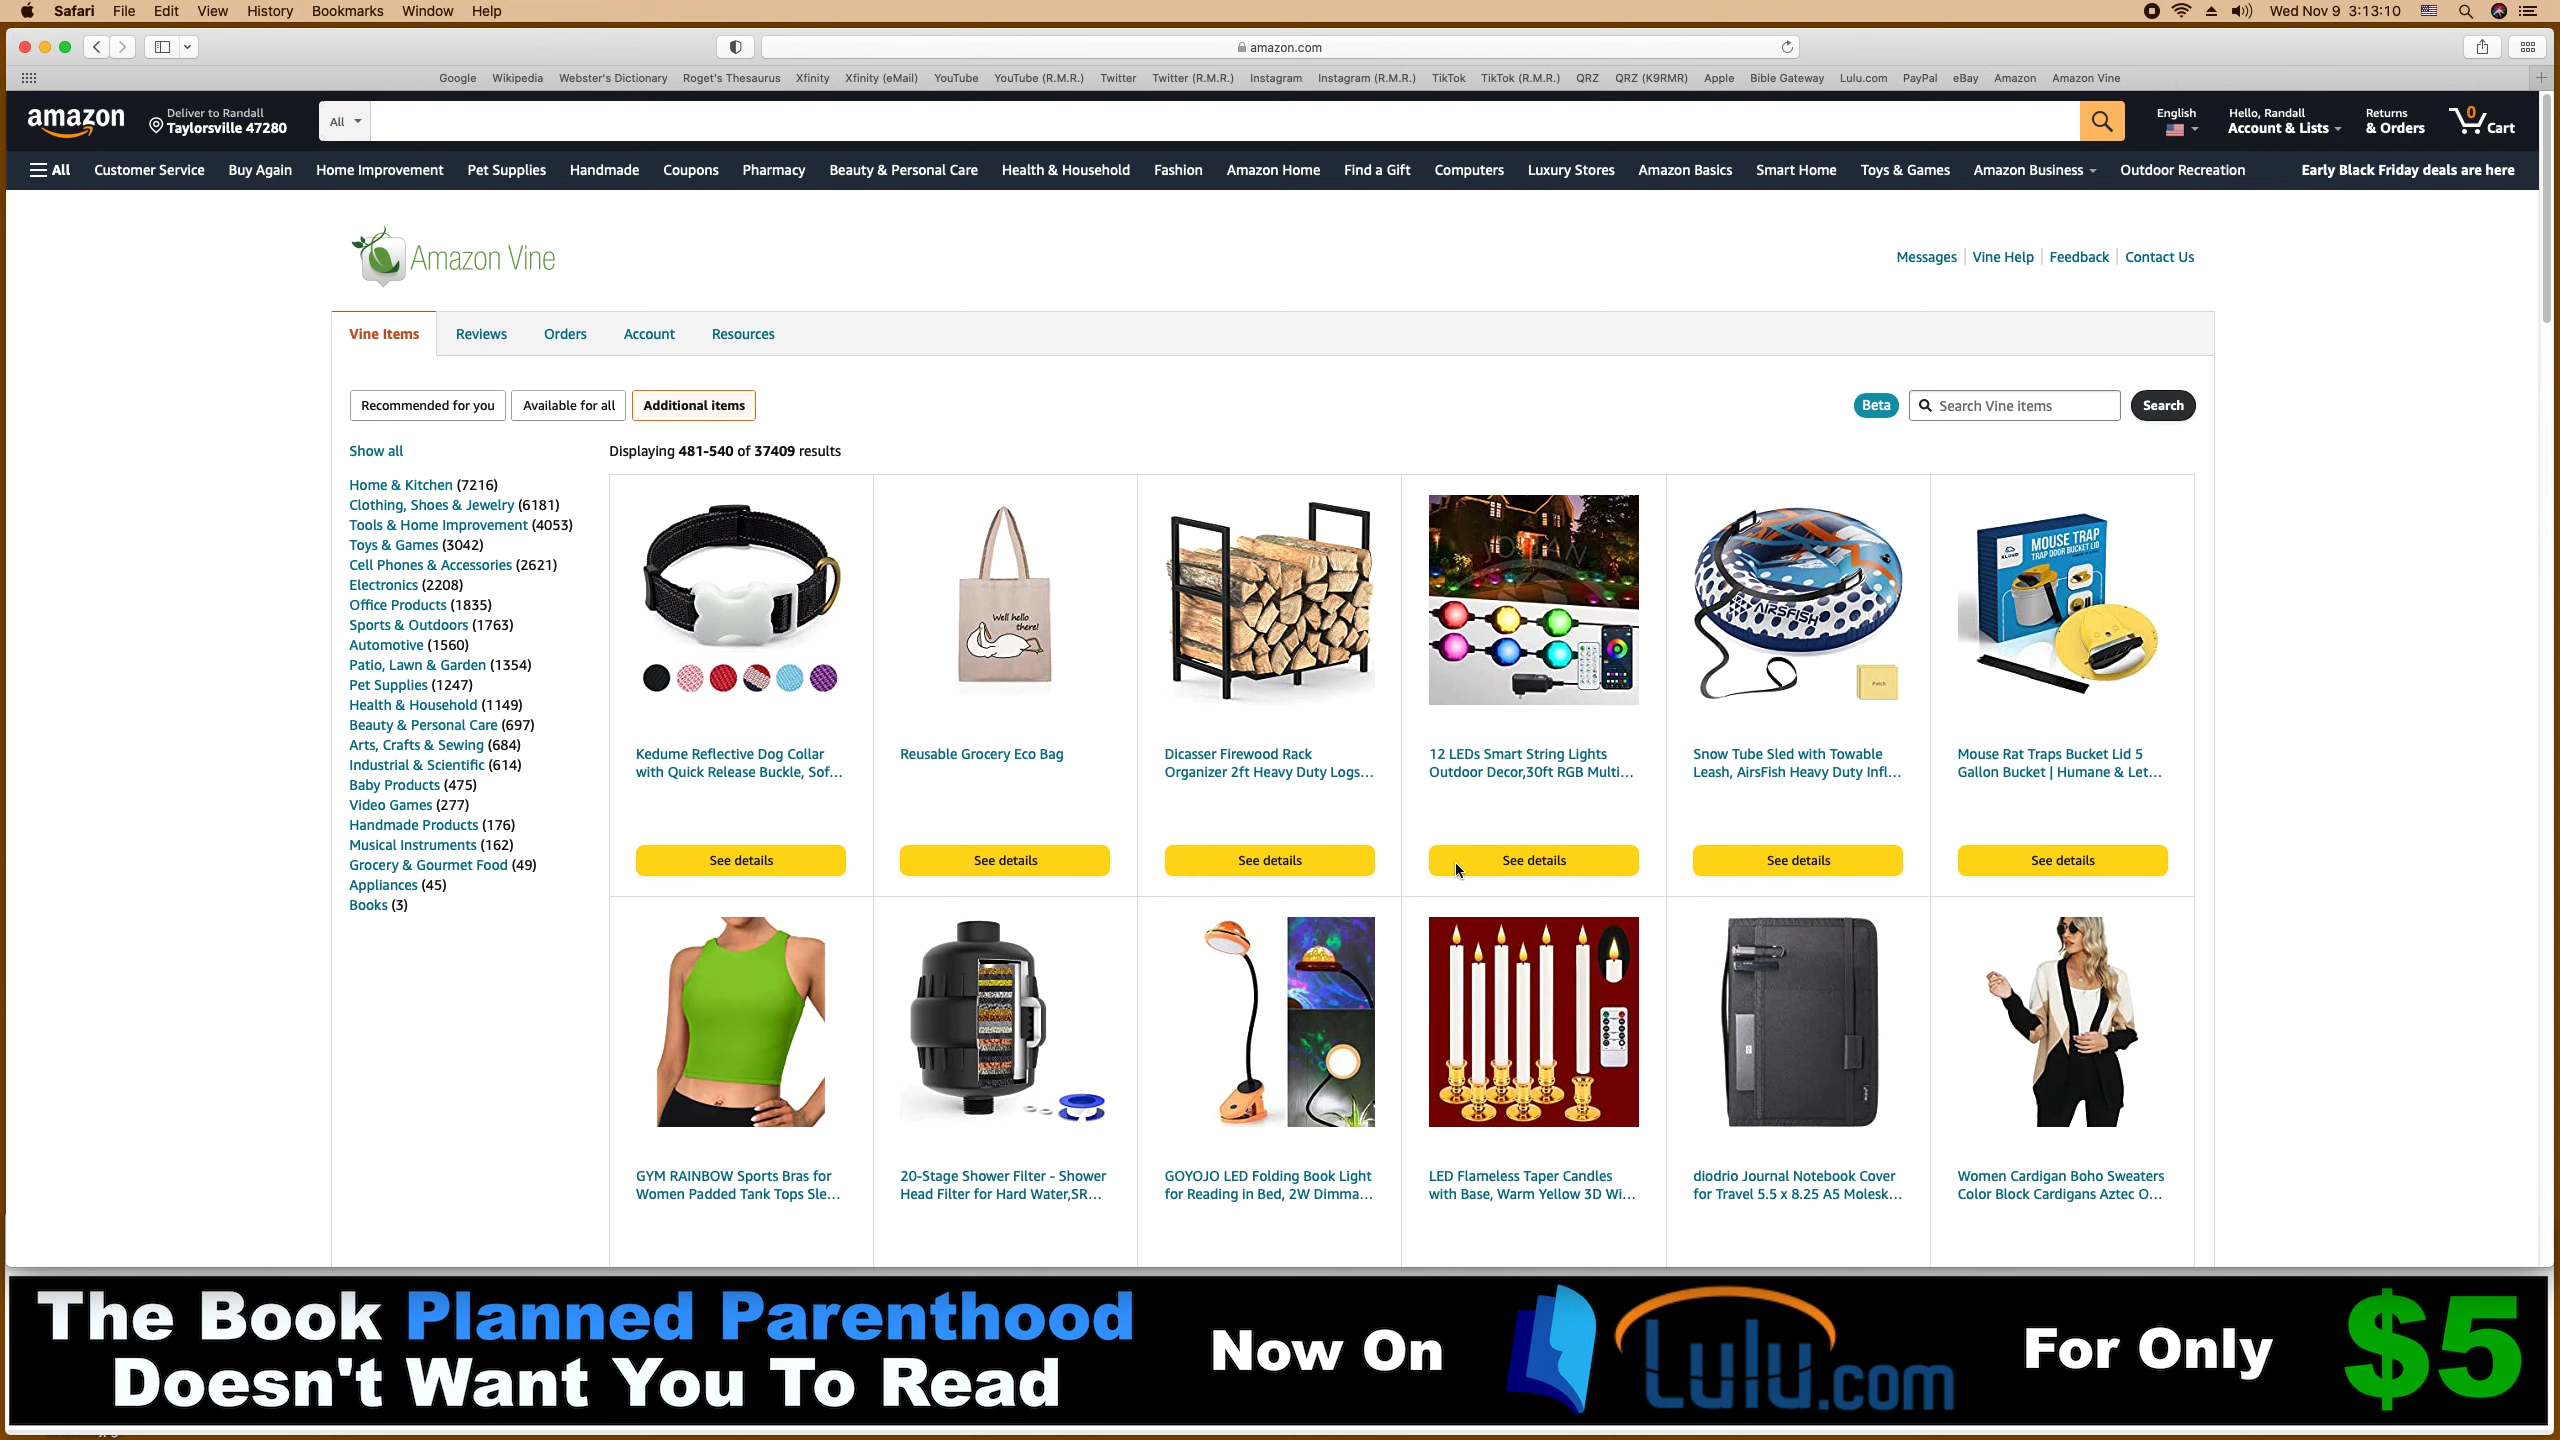 Safari File Edit View History Bookmarks Window Help
Wed Nov 9 3:13:10
amazon.com
Google Wikipedia Webster's Dictionary Roget's Thesaurus Xfinity Xfinity (eMail) YouTube YouTube (R.M.R.) Twitter Twitter (R.M.R.) Instagram Instagram (R.M.R.) TikTok TikTok (R.M.R.) QRZ QRZ (K9RMR) Apple Bible Gateway Lulu.com PayPal eBay Amazon Amazon Vine
amazon
Deliver to Randall
Taylorsville 47280
All
English
Hello, Randall
Account & Lists
Returns
& Orders
0
Cart
All Customer Service Buy Again Home Improvement Pet Supplies Handmade Coupons Pharmacy Beauty & Personal Care Health & Household Fashion Amazon Home Find a Gift Computers Luxury Stores Amazon Basics Smart Home Toys & Games Amazon Business Outdoor Recreation Early Black Friday deals are here
Amazon Vine
Messages Vine Help Feedback Contact Us
Vine Items Reviews Orders Account Resources
Recommended for you Available for all Additional items
Beta Search Vine items Search
Show all
Displaying 481-540 of 37409 results
Home & Kitchen (7216)
Clothing, Shoes & Jewelry (6181)
Tools & Home Improvement (4053)
Toys & Games (3042)
Cell Phones & Accessories (2621)
Electronics (2208)
Office Products (1835)
Sports & Outdoors (1763)
Automotive (1560)
Patio, Lawn & Garden (1354)
Pet Supplies (1247)
Health & Household (1149)
Beauty & Personal Care (697)
Arts, Crafts & Sewing (684)
Industrial & Scientific (614)
Baby Products (475)
Video Games (277)
Handmade Products (176)
Musical Instruments (162)
Grocery & Gourmet Food (49)
Appliances (45)
Books (3)
Well hello
there!
AIRSFISH
Patch
MOUSE TRAP
TRAP DOOR BUCKET LID
Kedume Reflective Dog Collar
with Quick Release Buckle, Sof...
Reusable Grocery Eco Bag
Dicasser Firewood Rack
Organizer 2ft Heavy Duty Logs...
12 LEDs Smart String Lights
Outdoor Decor,30ft RGB Multi...
Snow Tube Sled with Towable
Leash, AirsFish Heavy Duty Infl...
Mouse Rat Traps Bucket Lid 5
Gallon Bucket | Humane & Let...
See details See details See details See details See details See details
GYM RAINBOW Sports Bras for
Women Padded Tank Tops Sle...
20-Stage Shower Filter - Shower
Head Filter for Hard Water,SR...
GOYOJO LED Folding Book Light
for Reading in Bed, 2W Dimma...
LED Flameless Taper Candles
with Base, Warm Yellow 3D Wi...
diodrio Journal Notebook Cover
for Travel 5.5 x 8.25 A5 Molesk...
Women Cardigan Boho Sweaters
Color Block Cardigans Aztec O...
The Book Planned Parenthood
Doesn't Want You To Read
Now On
Lulu.com
For Only
$5